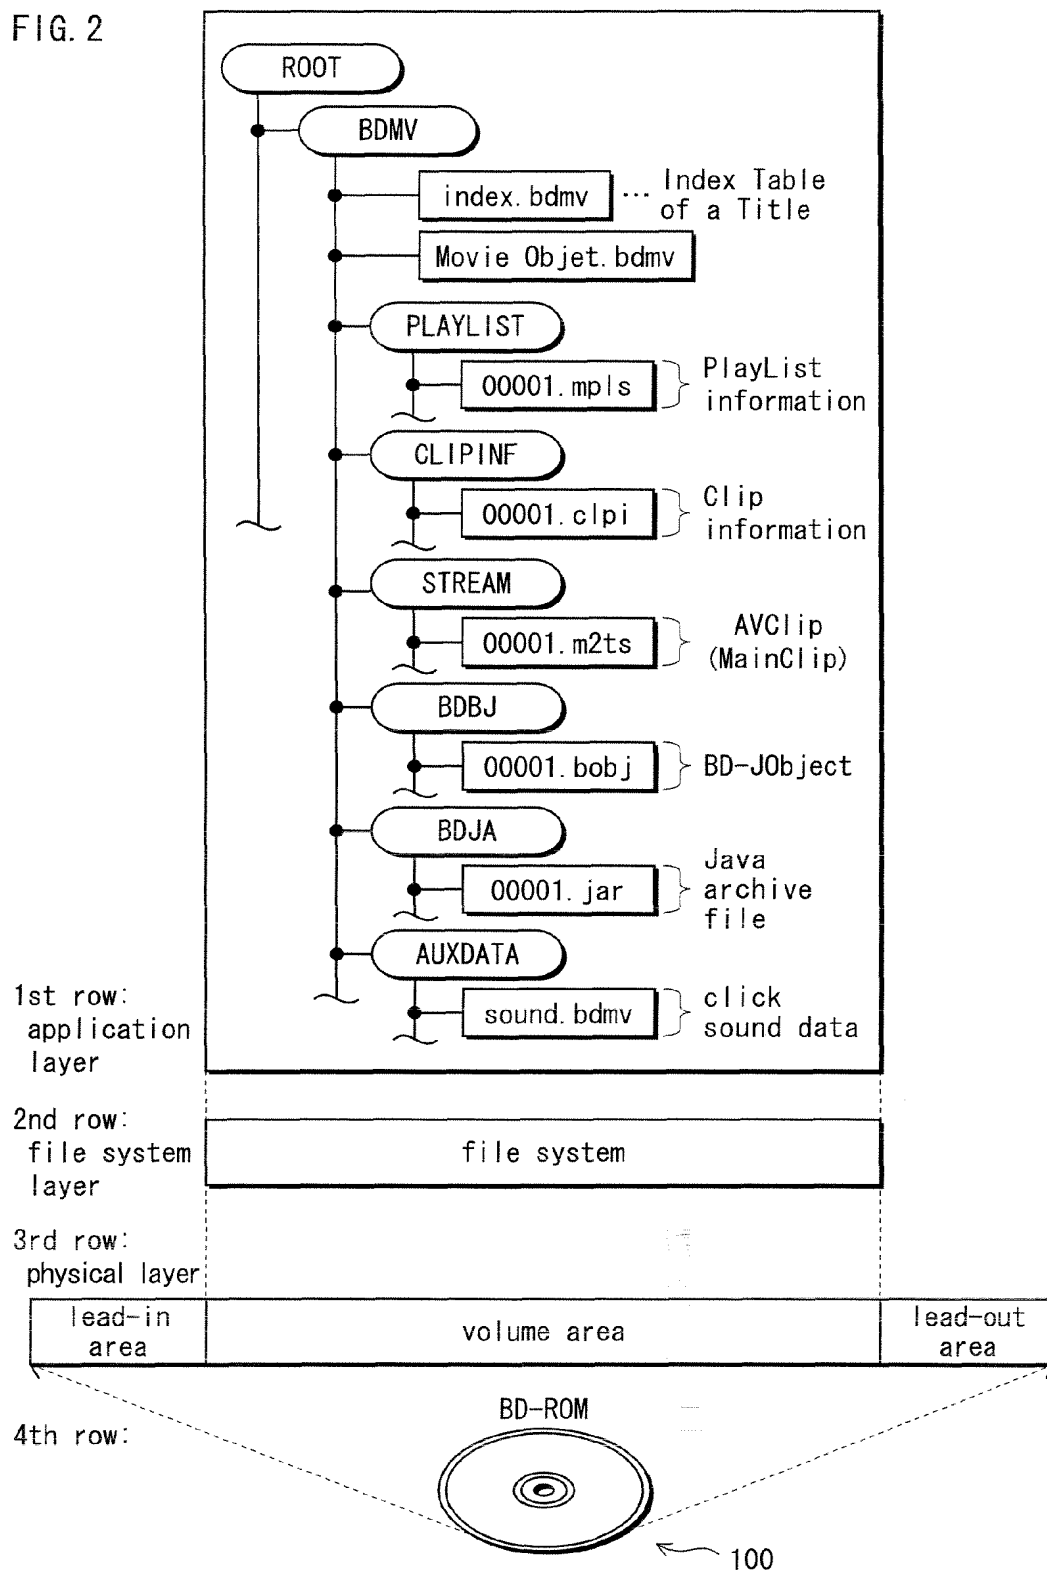 FIG. 2
ROOT
BDMV
index. bdmv ··· Index Table
of a Title
Movie Objet. bdmv
PLAYLIST
00001. mpls
PlayList
information
CLIPINF
00001. clpi
Clip
information
STREAM
00001. m2ts
AVClip
(MainClip)
BDBJ
00001. bobj
BD-JObject
BDJA
00001. jar
Java
archive
file
AUXDATA
sound. bdmv
click
sound data
1st row:
application
layer
2nd row:
file system
layer
file system
3rd row:
physical layer
lead-in
area
volume area
lead-out
area
BD-ROM
4th row:
100